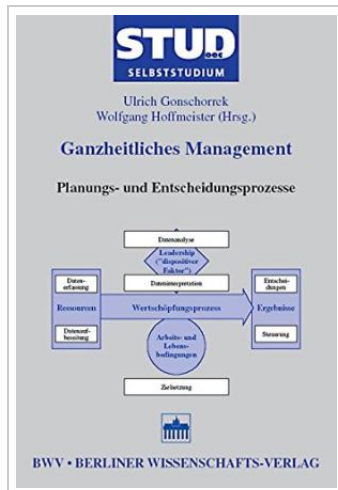 STUD
SELBSTSTUDIUM
Ulrich Gonschorrek
Wolfgang Hoffmeister (Hrsg.)
Ganzheitliches Management
Planungs- und Entscheidungsprozesse
Datenanalyse
Leadership
("dispositiver
Faktor")
Daten-
erfassung
Dateninterpretation
Entschei-
dungen
Ressourcen
Wertschöpfungsprozess
Ergebnisse
Datenauf-
bereitung
Arbeits- und
Lebens-
bedingungen
Steuerung
Zielsetzung
BWV • BERLINER WISSENSCHAFTS-VERLAG